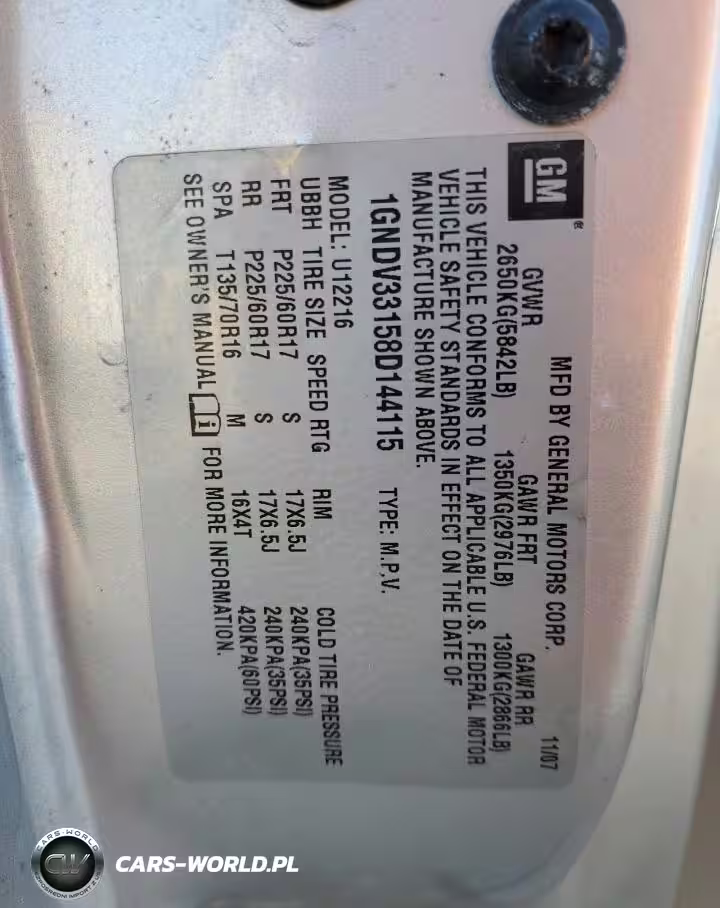 GM ®
MFD BY GENERAL MOTORS CORP. 11/07
GVWR GAWR FRT GAWR RR
2650KG(5842LB) 1350KG(2976LB) 1300KG(2866LB)
THIS VEHICLE CONFORMS TO ALL APPLICABLE U.S. FEDERAL MOTOR
VEHICLE SAFETY STANDARDS IN EFFECT ON THE DATE OF
MANUFACTURE SHOWN ABOVE.
1GNDV33158D144115 TYPE: M.P.V.
MODEL: U12216
UBBH TIRE SIZE SPEED RTG RIM COLD TIRE PRESSURE
FRT P225/60R17 S 17X6.5J 240KPA(35PSI)
RR P225/60R17 S 17X6.5J 240KPA(35PSI)
SPA T135/70R16 M 16X4T 420KPA(60PSI)
SEE OWNER'S MANUAL i FOR MORE INFORMATION.
CARS-WORLD
CW
CARS-WORLD.PL